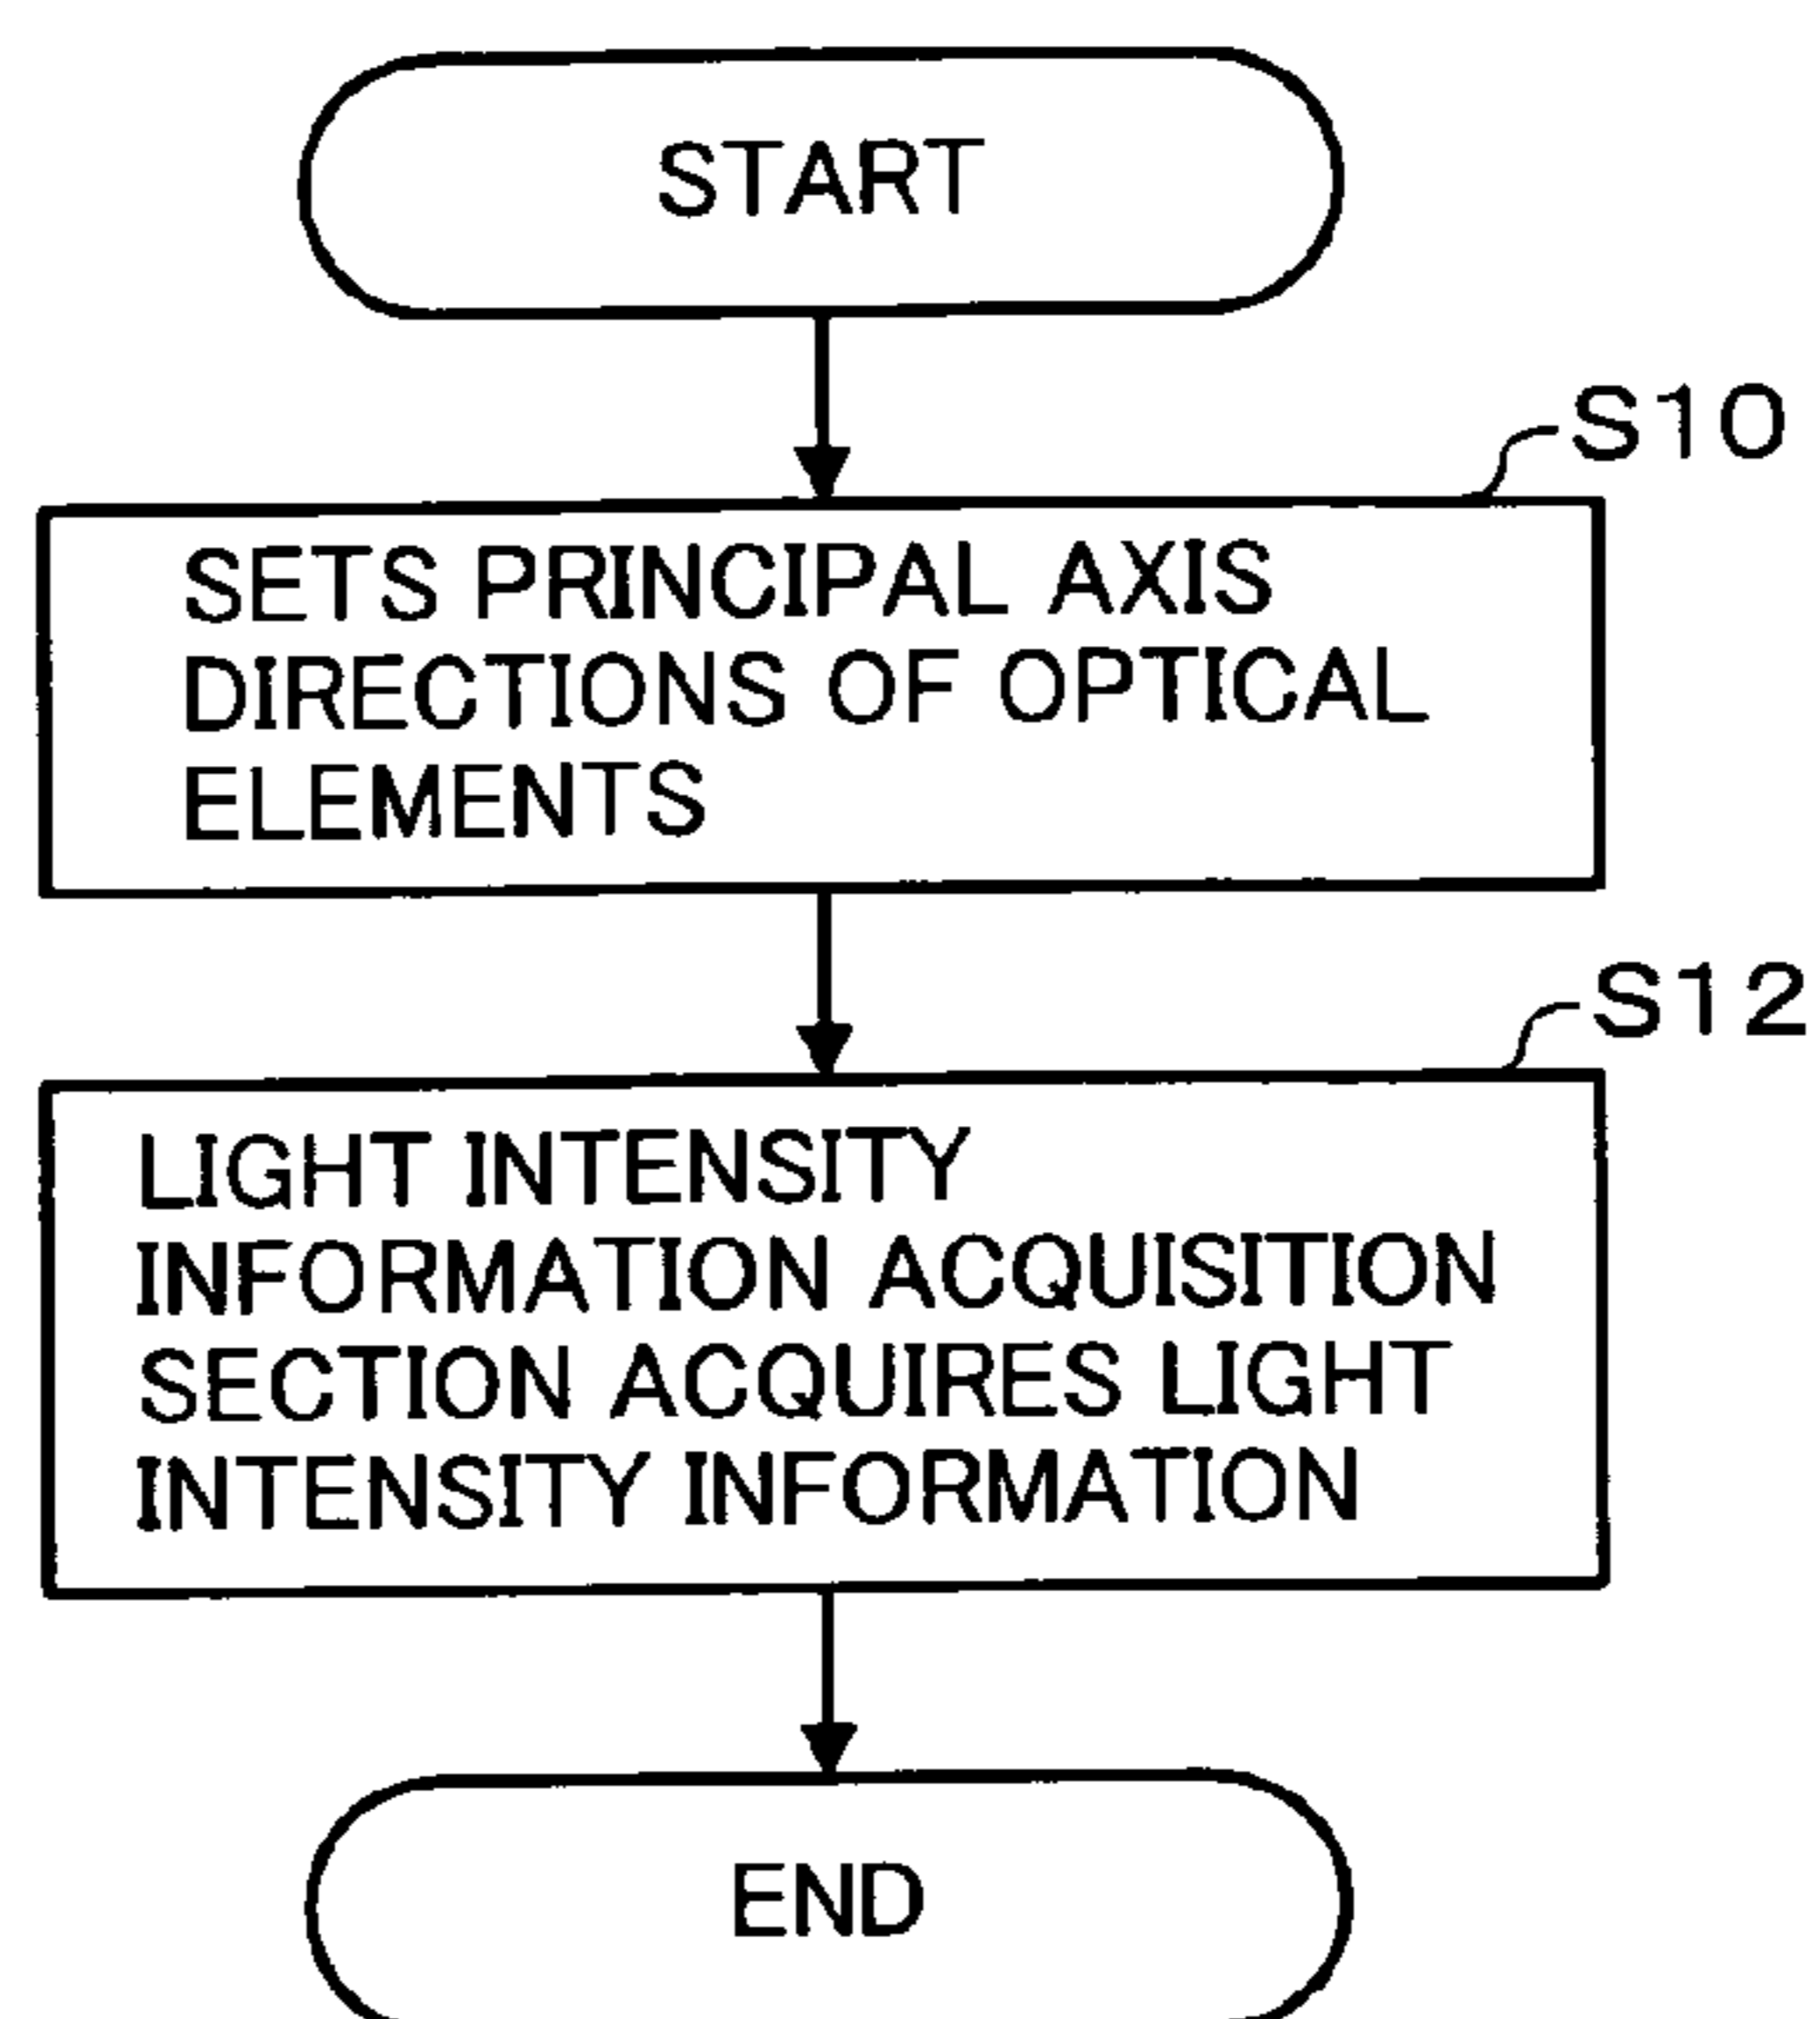 START
S10
SETS PRINCIPAL AXIS
DIRECTIONS OF OPTICAL
ELEMENTS
S12
LIGHT INTENSITY
INFORMATION ACQUISITION
SECTION ACQUIRES LIGHT
INTENSITY INFORMATION
END